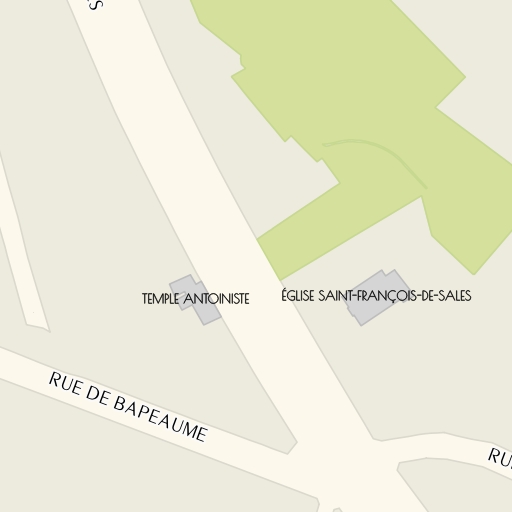 TEMPLE ANTOINISTE
ÉGLISE SAINT-FRANÇOIS-DE-SALES
RUE DE BAPEAUME